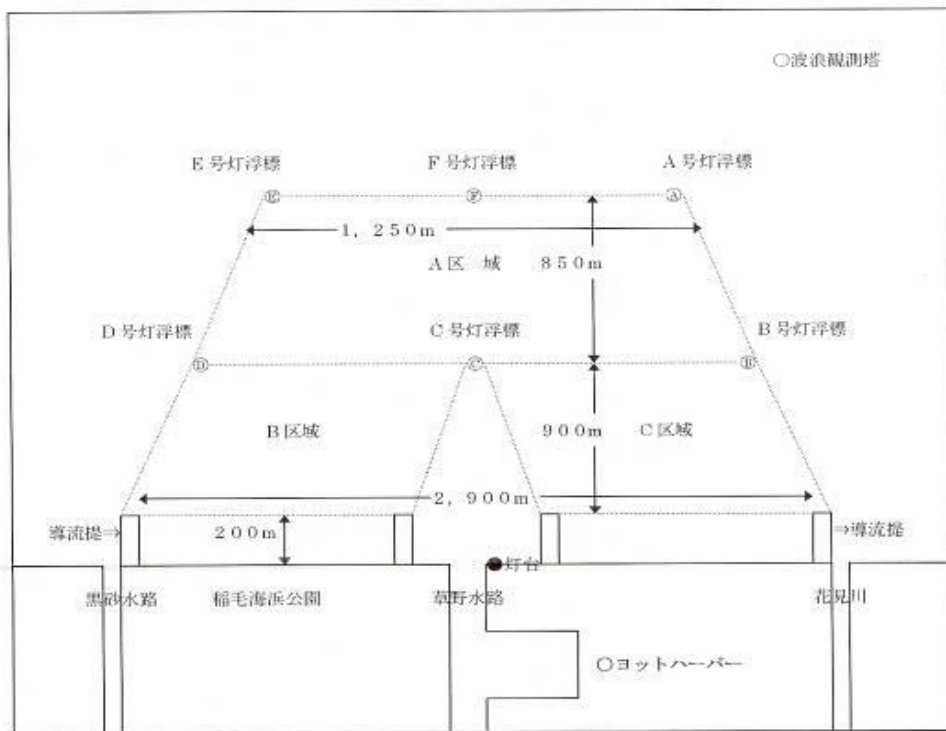 ○波浪観測塔
E号灯浮標 F号灯浮標 A号灯浮標
Ⓔ Ⓕ Ⓐ
1,250m
A区 域 850m
D号灯浮標 C号灯浮標 B号灯浮標
Ⓓ Ⓒ Ⓑ
B区域 900m C区域
2,900m
導流提→ 200m →導流提
●灯台
黒砂水路 稲毛海浜公園 草野水路 花見川
○ヨットハーバー